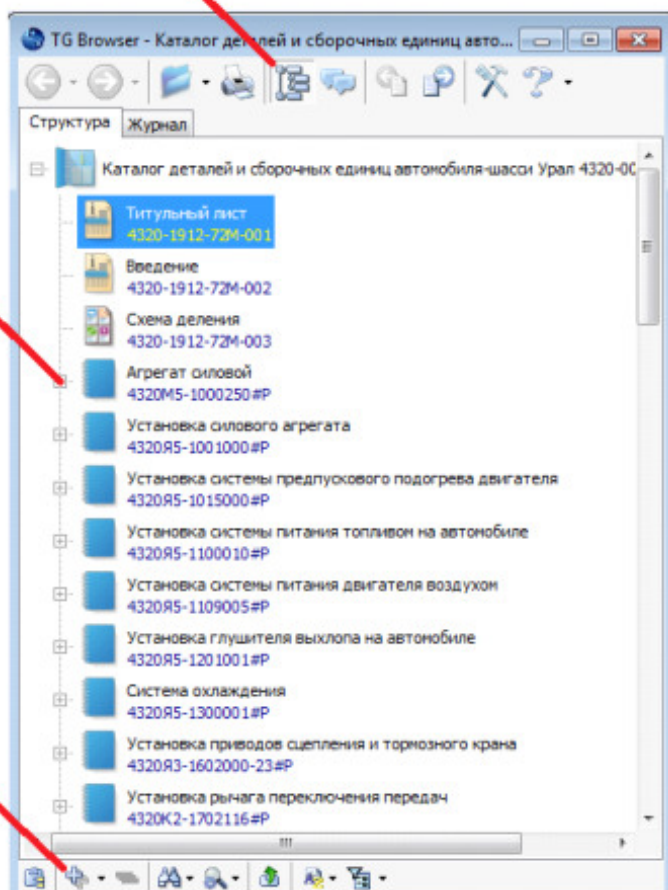 TG Browser - Каталог деталей и сборочных единиц авто...
Структура Журнал
Каталог деталей и сборочных единиц автомобиля-шасси Урал 4320-00
Титульный лист
4320-1912-72М-001
Введение
4320-1912-72М-002
Схема деления
4320-1912-72М-003
Агрегат силовой
4320М5-1000250#Р
Установка силового агрегата
4320Я5-1001000#Р
Установка системы предпускового подогрева двигателя
4320Я5-1015000#Р
Установка системы питания топливом на автомобиле
4320Я5-1100010#Р
Установка системы питания двигателя воздухом
4320Я5-1109005#Р
Установка глушителя выхлопа на автомобиле
4320Я5-1201001#Р
Система охлаждения
4320Я5-1300001#Р
Установка приводов сцепления и тормозного крана
4320Я3-1602000-23#Р
Установка рычага переключения передач
4320К2-1702116#Р